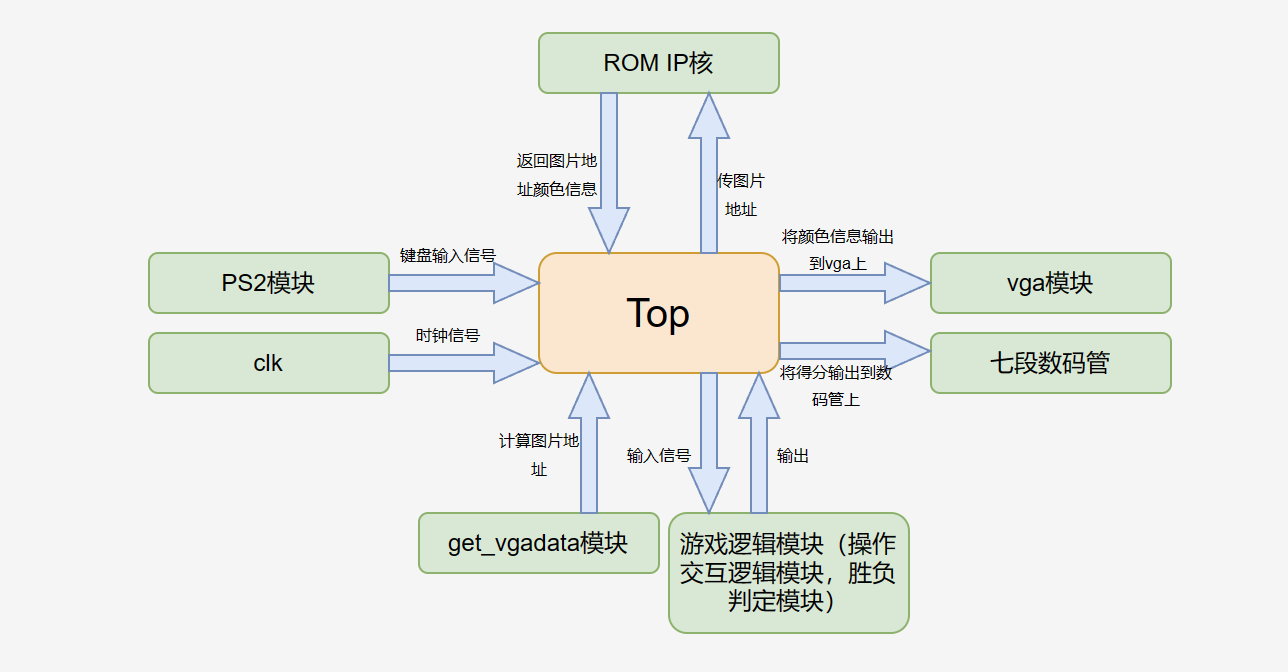 ROM IP核
返回图片地
址颜色信息
传图片
地址
将颜色信息输出
到vga上
键盘输入信号
PS2模块
Top
vga模块
时钟信号
clk
七段数码管
将得分输出到数
码管上
计算图片地
址
输入信号
输出
get_vgadata模块
游戏逻辑模块（操作
交互逻辑模块，胜负
判定模块）